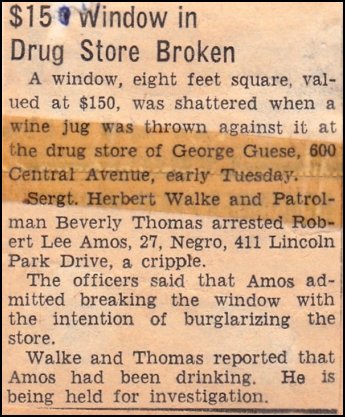 $150 Window in
Drug Store Broken
A window, eight feet square, val-
ued at $150, was shattered when a
wine jug was thrown against it at
the drug store of George Guese, 600
Central Avenue, early Tuesday.
Sergt. Herbert Walke and Patrol-
man Beverly Thomas arrested Rob-
ert Lee Amos, 27, Negro, 411 Lincoln
Park Drive, a cripple.
The officers said that Amos ad-
mitted breaking the window with
the intention of burglarizing the
store.
Walke and Thomas reported that
Amos had been drinking. He is
being held for investigation.